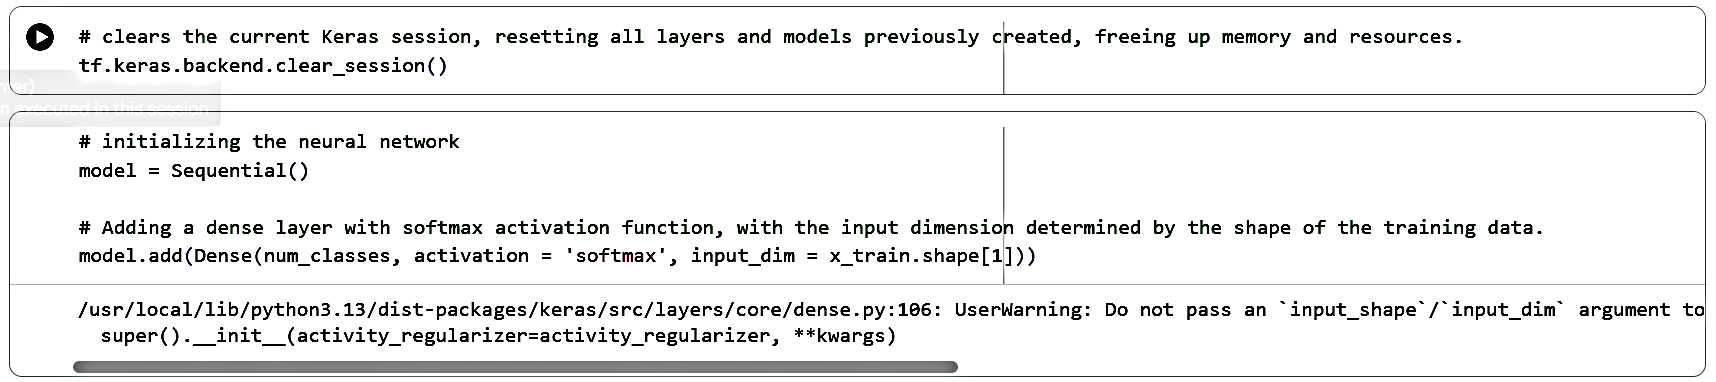 # clears the current Keras session, resetting all layers and models previously created, freeing up memory and resources.
tf.keras.backend.clear_session()
executed in this session
# initializing the neural network
model = Sequential()
# Adding a dense layer with softmax activation function, with the input dimension determined by the shape of the training data.
model.add(Dense(num_classes, activation = 'softmax', input_dim = x_train.shape[1]))
/usr/local/lib/python3.13/dist-packages/keras/src/layers/core/dense.py:106: UserWarning: Do not pass an `input_shape`/`input_dim` argument to
super().__init__(activity_regularizer=activity_regularizer, **kwargs)